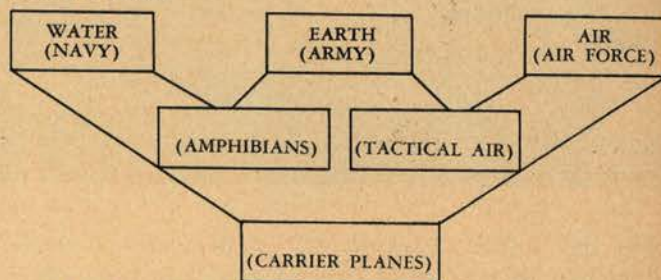 WATER
(NAVY)
EARTH
(ARMY)
AIR
(AIR FORCE)
(AMPHIBIANS)
(TACTICAL AIR)
(CARRIER PLANES)